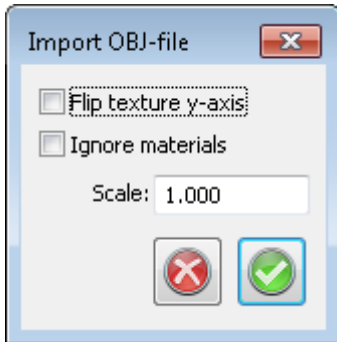 Import OBJ-file
Flip texture y-axis
Ignore materials
Scale: 1.000